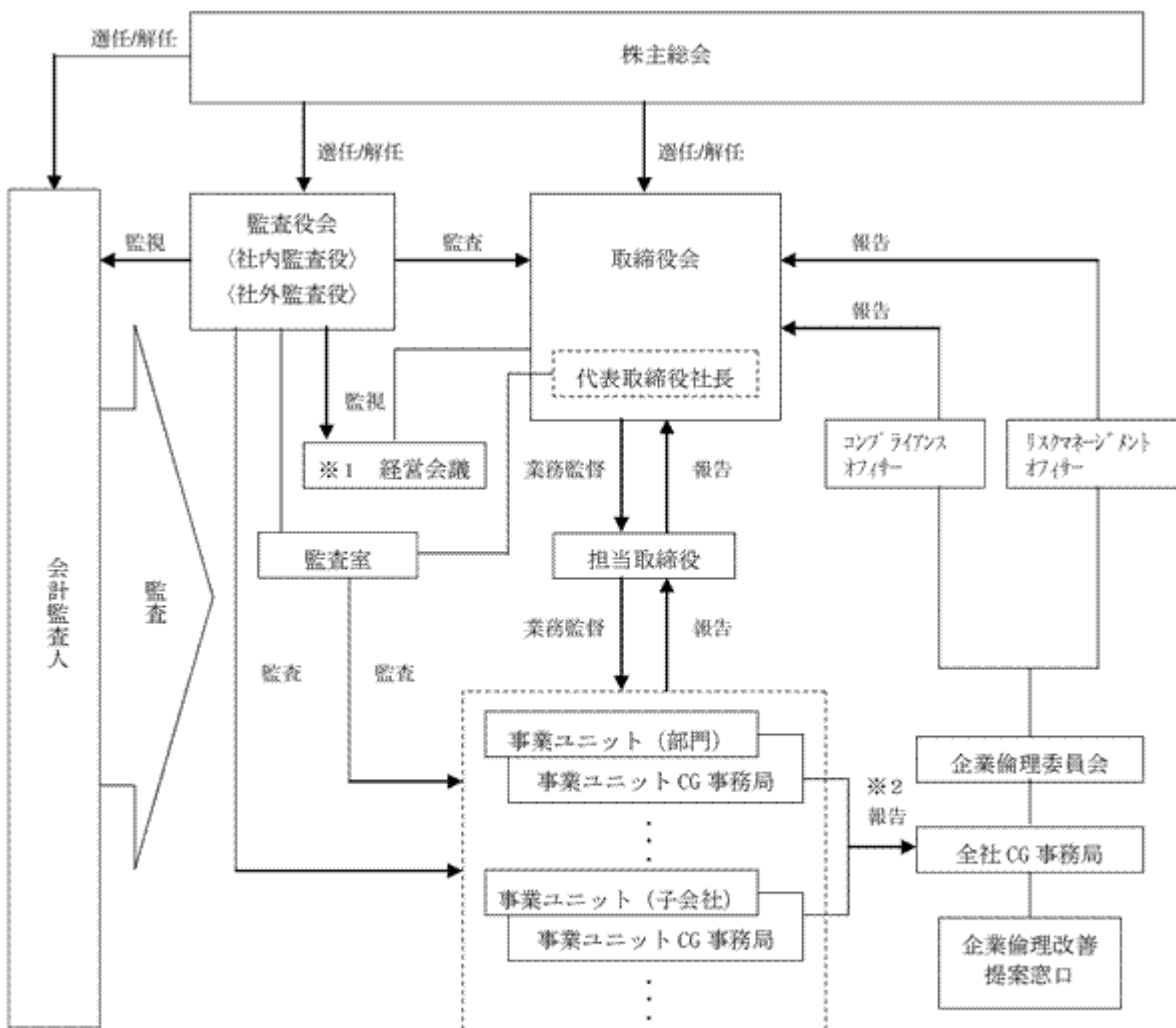 選任/解任
株主総会
選任/解任
選任/解任
監査役会
〈社内監査役〉
〈社外監査役〉
監視
監査
取締役会
報告
報告
代表取締役社長
監視
※1 経営会議
コンプライアンス
オフィサー
リスクマネージメント
オフィサー
業務監督
報告
監査室
担当取締役
会計監査人
監査
業務監督
報告
監査
監査
事業ユニット（部門）
事業ユニット CG 事務局
・
・
・
事業ユニット（子会社）
事業ユニット CG 事務局
・
・
・
※2
報告
企業倫理委員会
全社 CG 事務局
企業倫理改善
提案窓口